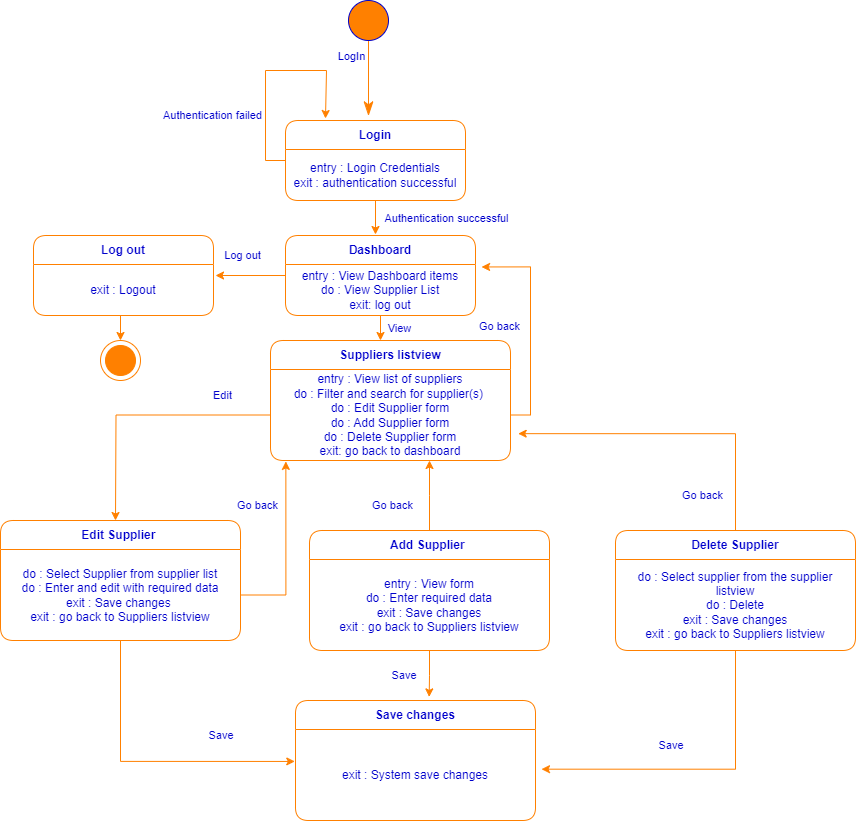 LogIn
Authentication failed
Login
entry : Login Credentials
exit : authentication successful
Authentication successful
Log out
exit : Logout
Log out
Dashboard
entry : View Dashboard items
do : View Supplier List
exit: log out
View
Go back
Suppliers listview
entry : View list of suppliers
do : Filter and search for supplier(s)
do : Edit Supplier form
do : Add Supplier form
do : Delete Supplier form
exit: go back to dashboard
Edit
Go back
Go back
Go back
Edit Supplier
do : Select Supplier from supplier list
do : Enter and edit with required data
exit : Save changes
exit : go back to Suppliers listview
Add Supplier
entry : View form
do : Enter required data
exit : Save changes
exit : go back to Suppliers listview
Delete Supplier
do : Select supplier from the supplier
listview
do : Delete
exit : Save changes
exit : go back to Suppliers listview
Save
Save
Save
Save changes
exit : System save changes